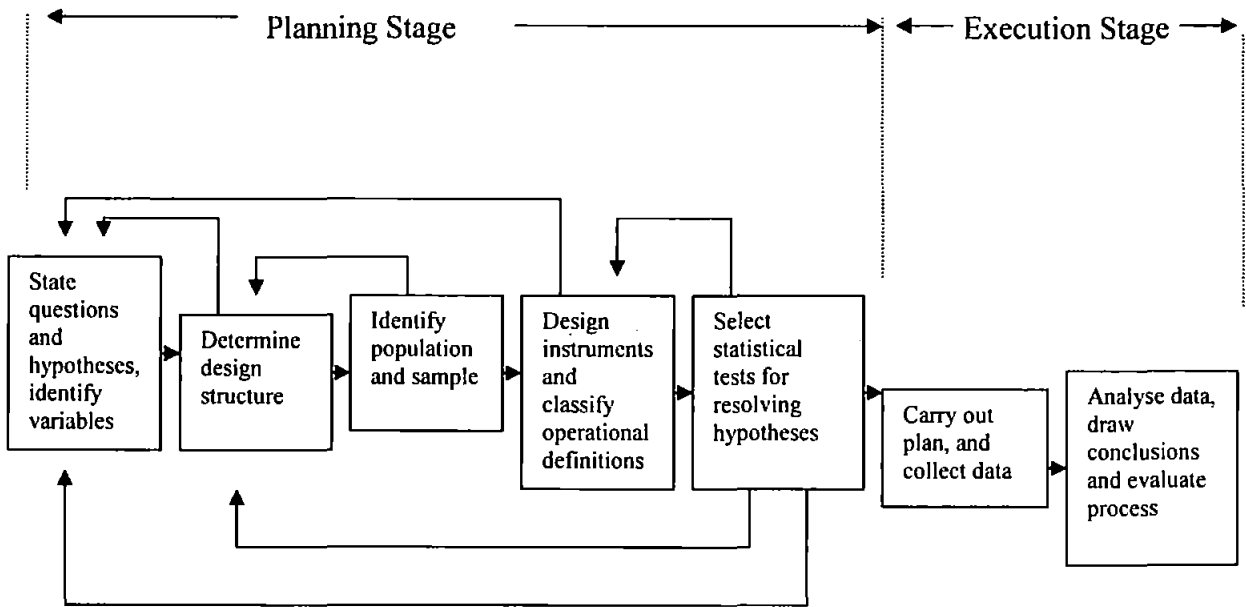 Planning Stage
Execution Stage
State
questions
and
hypotheses,
identify
variables
Determine
design
structure
Identify
population
and sample
Design
instruments
and
classify
operational
definitions
Select
statistical
tests for
resolving
hypotheses
Carry out
plan, and
collect data
Analyse data,
draw
conclusions
and evaluate
process